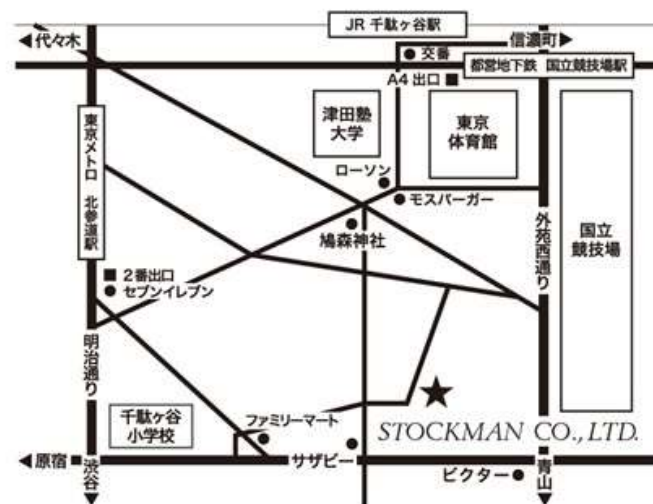 JR 千駄ヶ谷駅
代々木
信濃町
交番
都営地下鉄 国立競技場駅
A4 出口
津田塾
大学
東京
体育館
東京メトロ 北参道駅
ローソン
モスバーガー
外苑西通り
国立
競技場
鳩森神社
2番出口
セブンイレブン
明治通り
千駄ヶ谷
小学校
ファミリーマート
STOCKMAN CO., LTD.
原宿
渋谷
サザビー
ビクター
青山